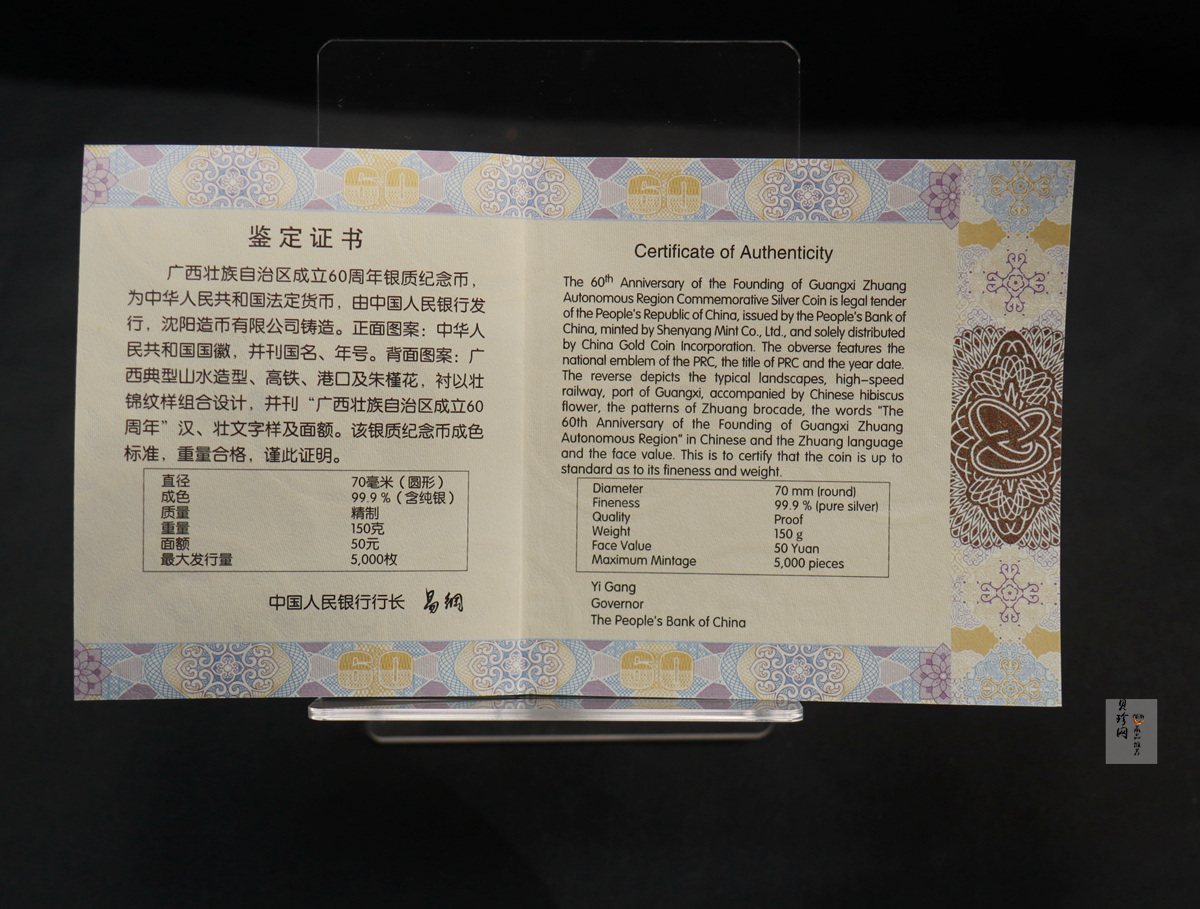 鉴定证书
广西壮族自治区成立60周年银质纪念币，
为中华人民共和国法定货币，由中国人民银行发
行，沈阳造币有限公司铸造。正面图案：中华人
民共和国国徽，并刊国名、年号。背面图案：广
西典型山水造型、高铁、港口及朱槿花，衬以壮
锦纹样组合设计，并刊“广西壮族自治区成立60
周年”汉、壮文字样及面额。该银质纪念币成色
标准，重量合格，谨此证明。
直径 70毫米（圆形）
成色 99.9％（含纯银）
质量 精制
重量 150克
面额 50元
最大发行量 5,000枚
中国人民银行行长 易纲
Certificate of Authenticity
The 60th Anniversary of the Founding of Guangxi Zhuang
Autonomous Region Commemorative Silver Coin is legal tender
of the People's Republic of China, issued by the People's Bank of
China, minted by Shenyang Mint Co., Ltd., and solely distributed
by China Gold Coin Incorporation. The obverse features the
national emblem of the PRC, the title of PRC and the year date.
The reverse depicts the typical landscapes, high-speed
railway, port of Guangxi, accompanied by Chinese hibiscus
flower, the patterns of Zhuang brocade, the words "The
60th Anniversary of the Founding of Guangxi Zhuang
Autonomous Region" in Chinese and the Zhuang language
and the face value. This is to certify that the coin is up to
standard as to its fineness and weight.
Diameter 70 mm (round)
Fineness 99.9 % (pure silver)
Quality Proof
Weight 150 g
Face Value 50 Yuan
Maximum Mintage 5,000 pieces
Yi Gang
Governor
The People's Bank of China
60 60
60 60
贝珍网